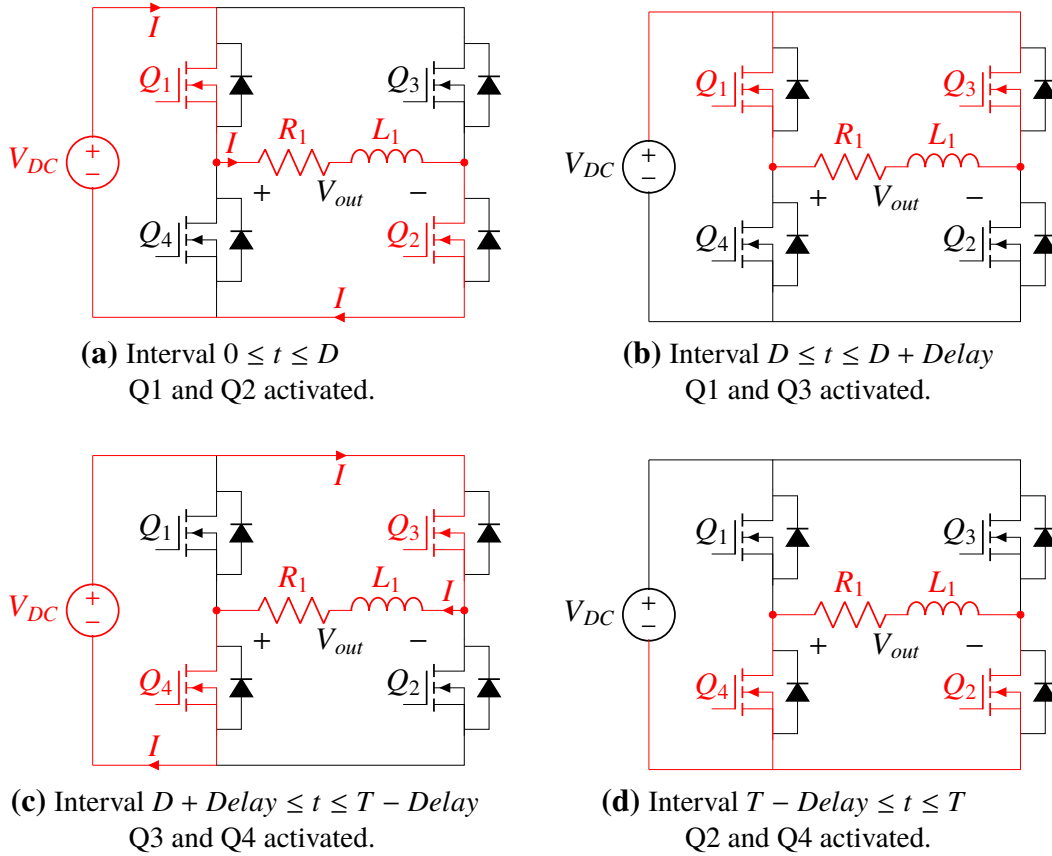 I
Q1
Q3
VDC
+
−
I
R1
L1
+
Vout
−
Q4
Q2
I
(a) Interval 0 ≤ t ≤ D
Q1 and Q2 activated.
Q1
Q3
VDC
+
−
R1
L1
+
Vout
−
Q4
Q2
(b) Interval D ≤ t ≤ D + Delay
Q1 and Q3 activated.
I
Q1
Q3
VDC
+
−
R1
L1
I
+
Vout
−
Q4
Q2
I
(c) Interval D + Delay ≤ t ≤ T − Delay
Q3 and Q4 activated.
Q1
Q3
VDC
+
−
R1
L1
+
Vout
−
Q4
Q2
(d) Interval T − Delay ≤ t ≤ T
Q2 and Q4 activated.